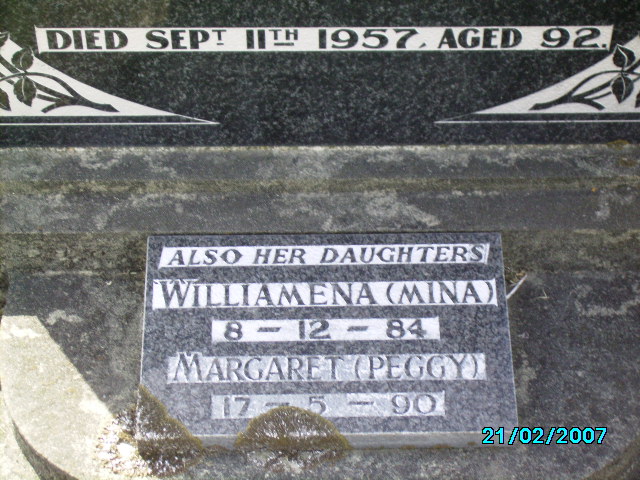 DIED SEPT 11TH 1957, AGED 92.
ALSO HER DAUGHTERS
WILLIAMENA (MINA)
8 – 12 – 84
MARGARET (PEGGY)
17 – 5 – 90
21/02/2007